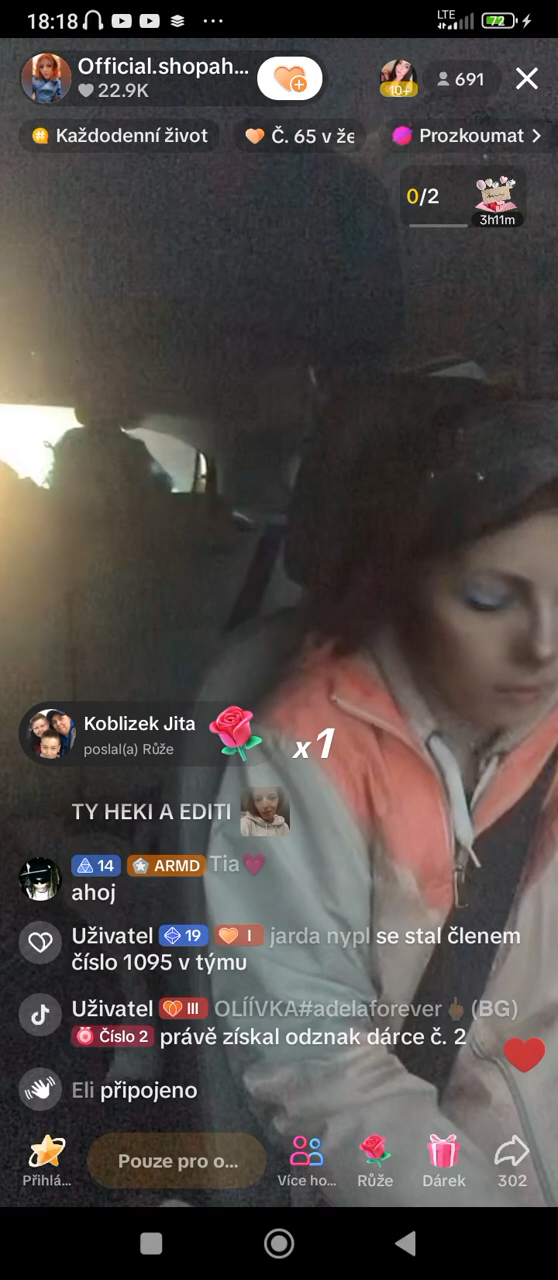 18:18
LTE
72
Official.shopah...
22.9K
10+
691
Každodenní život
Č. 65 v že
Prozkoumat
0/2
3h11m
Koblizek Jita
poslal(a) Růže
x1
TY HEKI A EDITI
14 ARMD Tia
ahoj
Uživatel 19 I jarda nypl se stal členem
číslo 1095 v týmu
Uživatel III OLÍÍVKA#adelaforever (BG)
Číslo 2 právě získal odznak dárce č. 2
Eli připojeno
Přihlá...
Pouze pro o...
Více ho...
Růže
Dárek
302